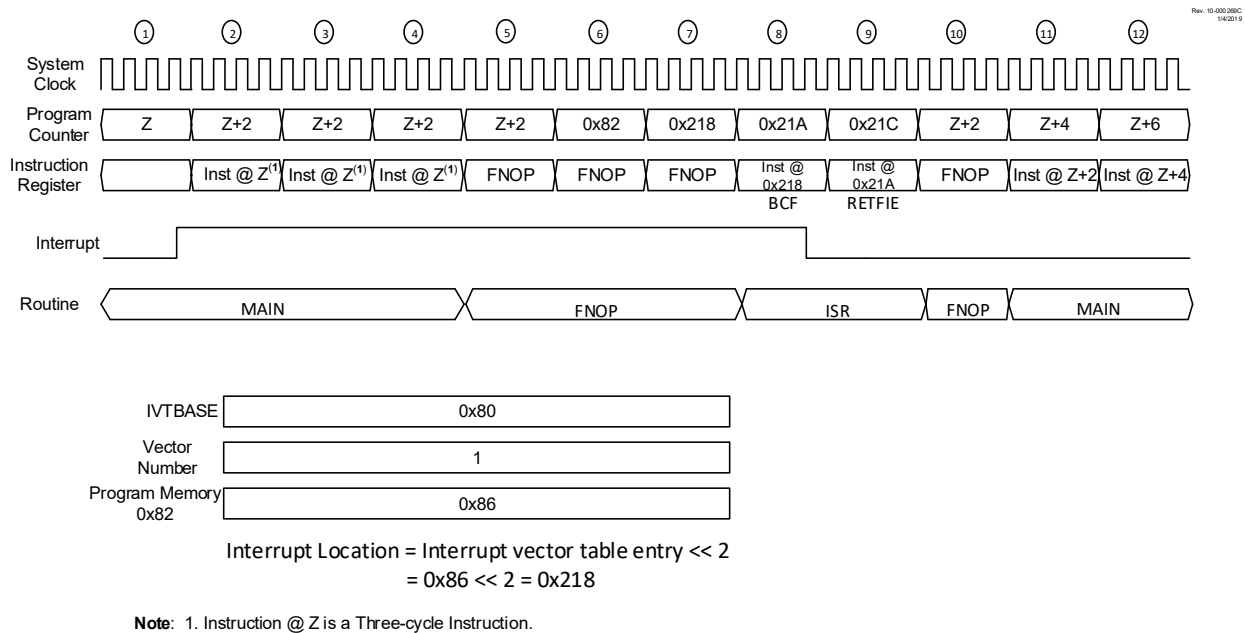 Rev. 10-000 269C
1/4/2019
1 2 3 4 5 6 7 8 9 10 11 12
System
Clock
Program
Counter
Z Z+2 Z+2 Z+2 Z+2 0x82 0x218 0x21A 0x21C Z+2 Z+4 Z+6
Instruction
Register
Inst @ Z(1) Inst @ Z(1) Inst @ Z(1) FNOP FNOP FNOP Inst @ 0x218 BCF Inst @ 0x21A RETFIE FNOP Inst @ Z+2 Inst @ Z+4
Interrupt
Routine
MAIN FNOP ISR FNOP MAIN
IVTBASE 0x80
Vector
Number
1
Program Memory
0x82
0x86
Interrupt Location = Interrupt vector table entry << 2
= 0x86 << 2 = 0x218
Note: 1. Instruction @ Z is a Three-cycle Instruction.